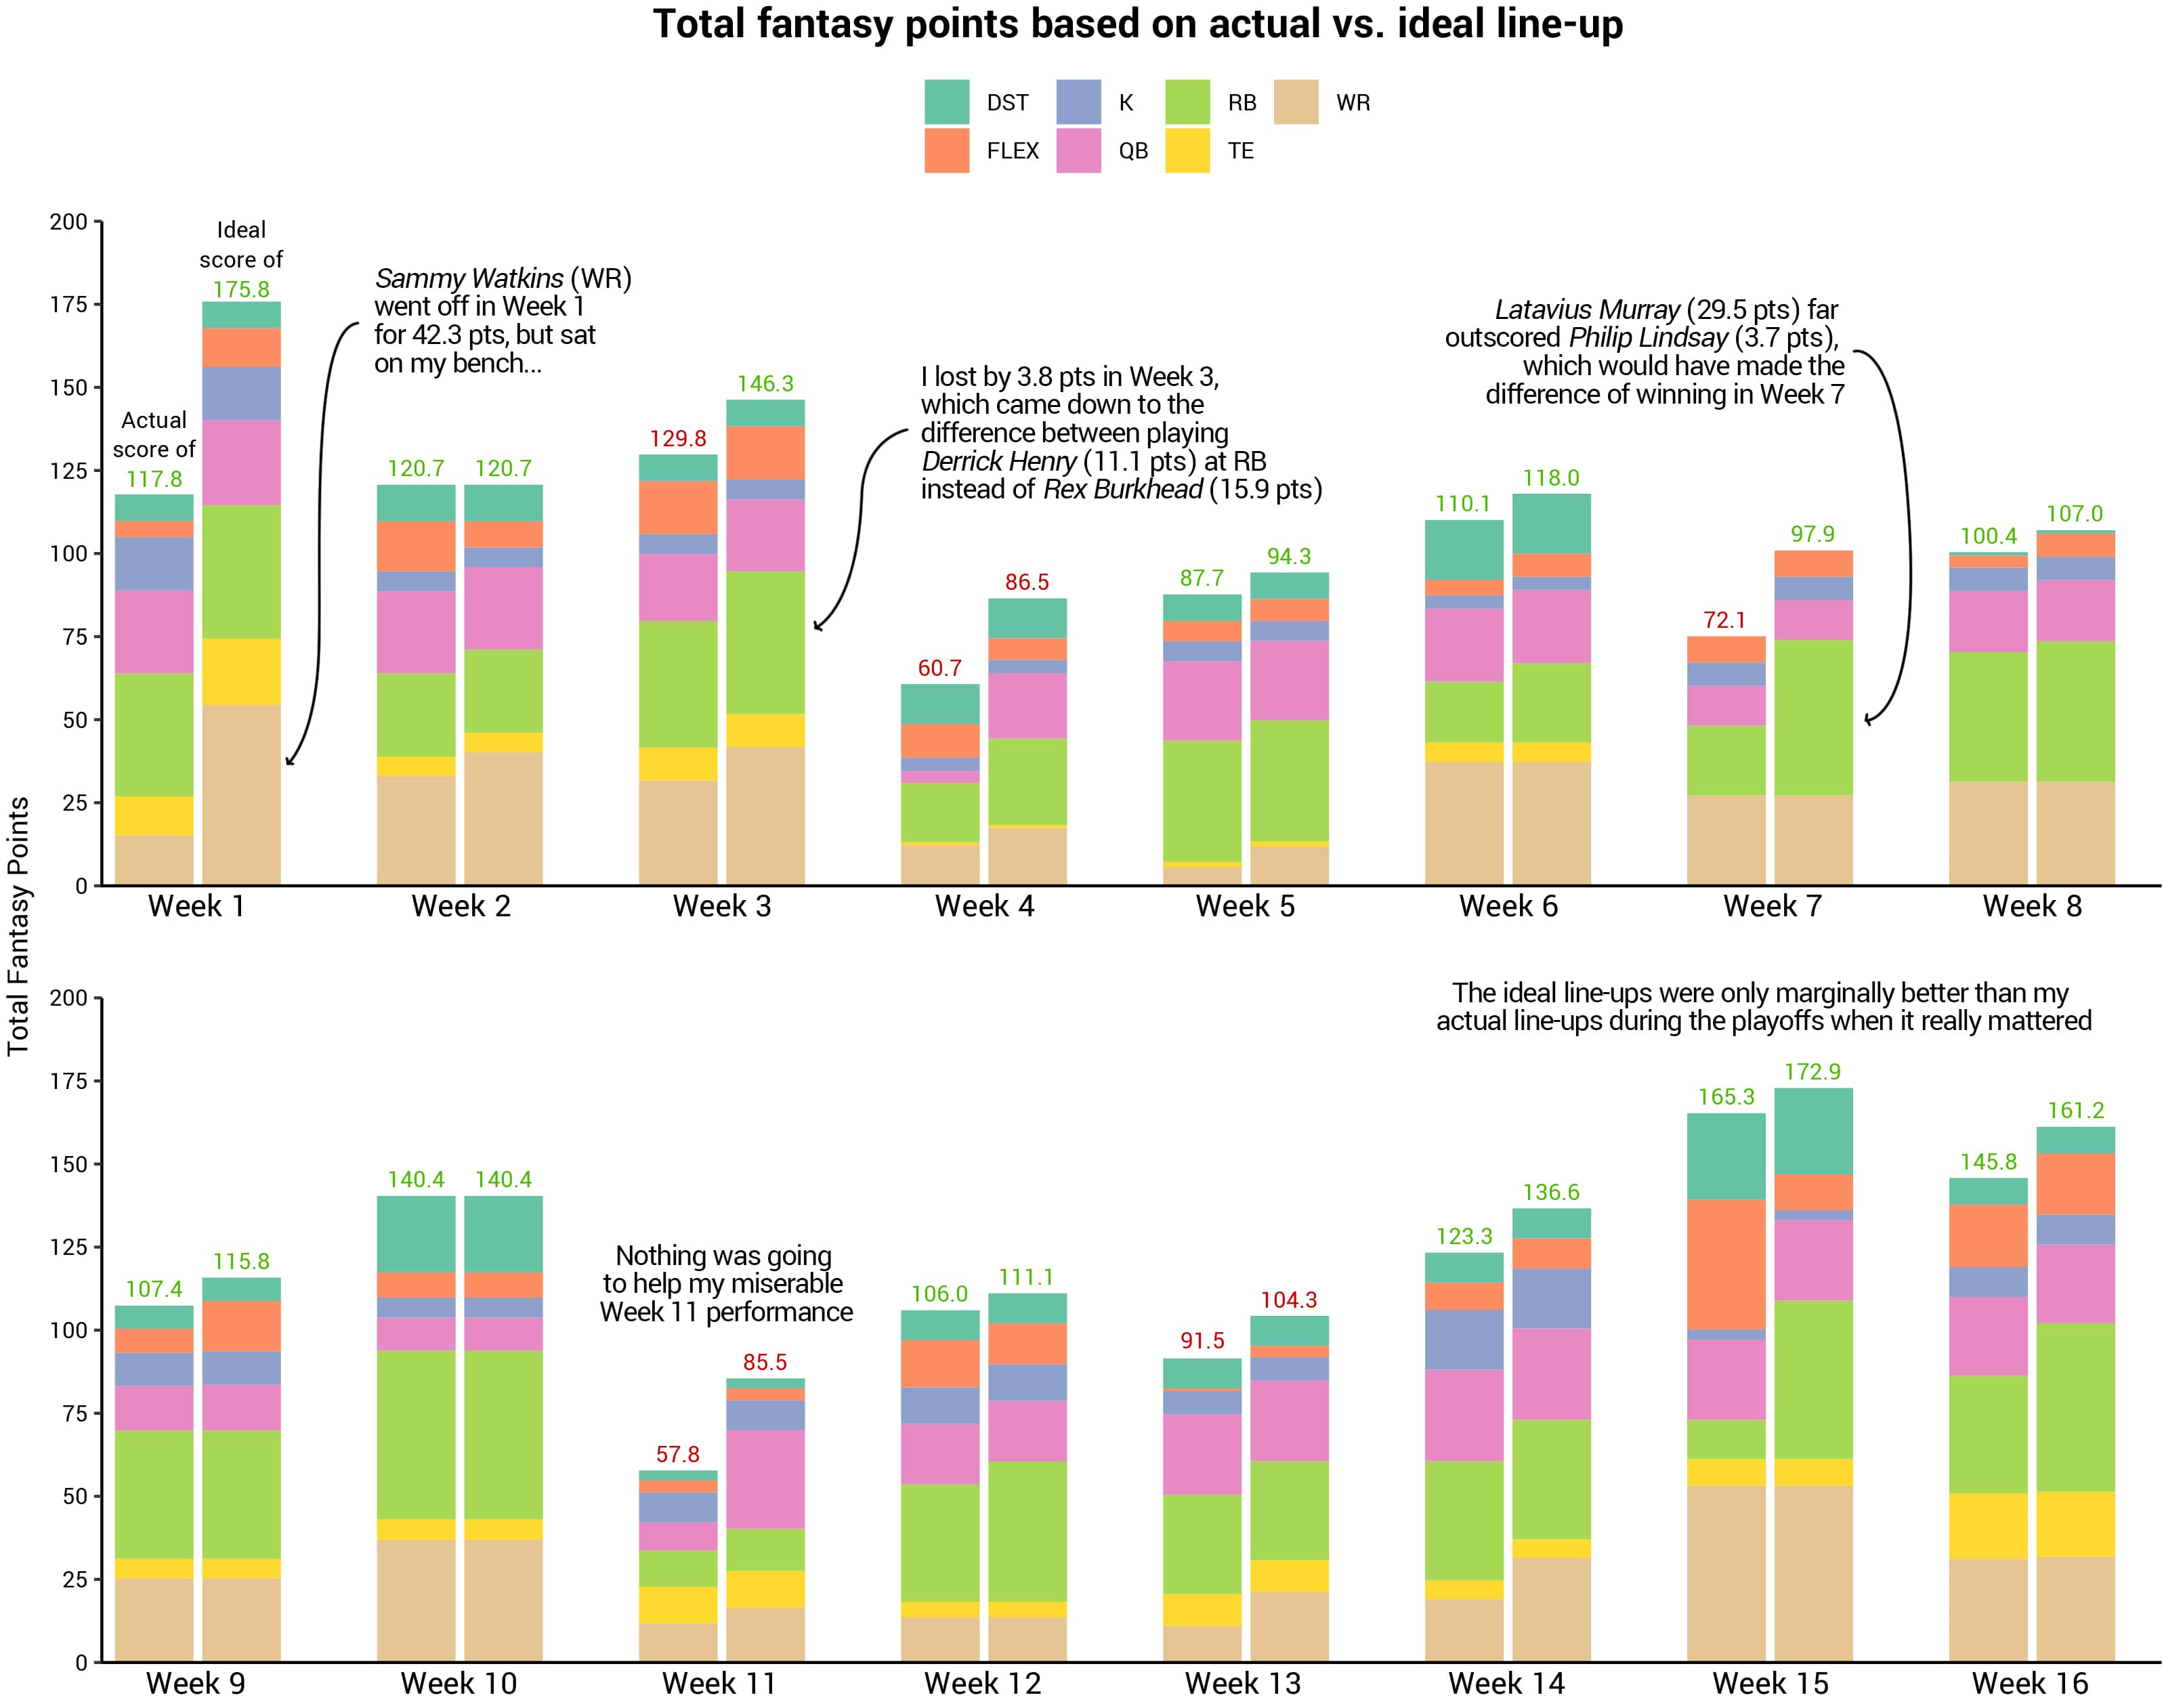 Total fantasy points based on actual vs. ideal line-up
DST K RB WR
FLEX QB TE
Total Fantasy Points
200
175
150
125
100
75
50
25
0
Ideal
score of
175.8
Actual
score of
117.8
Sammy Watkins (WR)
went off in Week 1
for 42.3 pts, but sat
on my bench...
120.7 120.7
129.8 146.3
I lost by 3.8 pts in Week 3,
which came down to the
difference between playing
Derrick Henry (11.1 pts) at RB
instead of Rex Burkhead (15.9 pts)
60.7 86.5
87.7 94.3
110.1 118.0
Latavius Murray (29.5 pts) far
outscored Philip Lindsay (3.7 pts),
which would have made the
difference of winning in Week 7
72.1 97.9
100.4 107.0
Week 1 Week 2 Week 3 Week 4 Week 5 Week 6 Week 7 Week 8
200
175
150
125
100
75
50
25
0
107.4 115.8
140.4 140.4
Nothing was going
to help my miserable
Week 11 performance
57.8 85.5
106.0 111.1
91.5 104.3
123.3 136.6
The ideal line-ups were only marginally better than my
actual line-ups during the playoffs when it really mattered
165.3 172.9
145.8 161.2
Week 9 Week 10 Week 11 Week 12 Week 13 Week 14 Week 15 Week 16